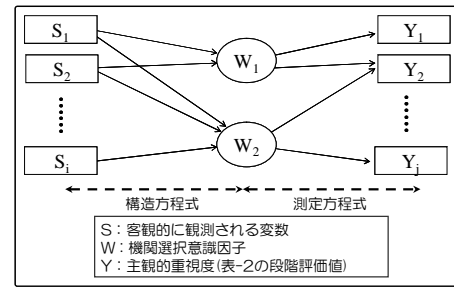 S1
Y1
S2
W1
Y2
W2
Si
Yj
構造方程式
測定方程式
S：客観的に観測される変数
W：機関選択意識因子
Y：主観的重視度(表-2の段階評価値)